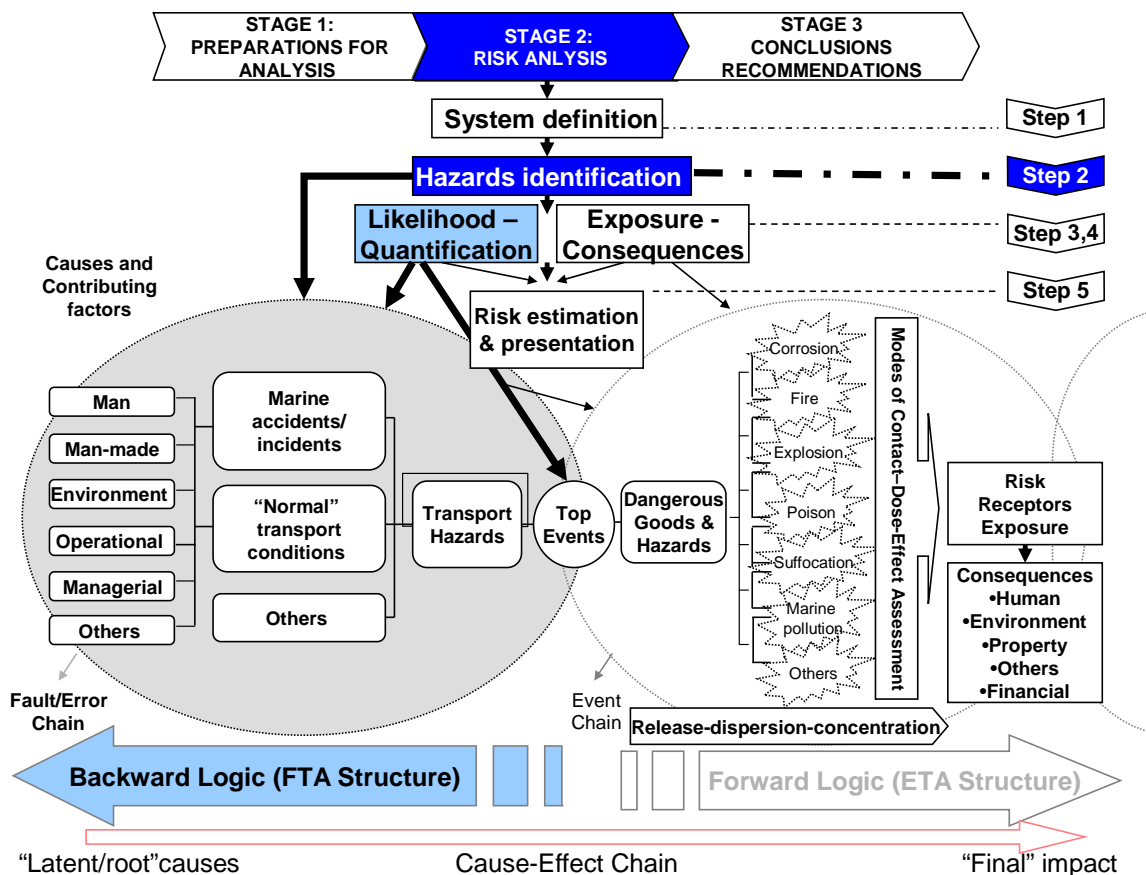 STAGE 1:
PREPARATIONS FOR
ANALYSIS
STAGE 2:
RISK ANLYSIS
STAGE 3
CONCLUSIONS
RECOMMENDATIONS
System definition
Step 1
Hazards identification
Step 2
Likelihood –
Quantification
Exposure -
Consequences
Step 3,4
Causes and
Contributing
factors
Step 5
Risk estimation
& presentation
Man
Man-made
Environment
Operational
Managerial
Others
Marine
accidents/
incidents
“Normal”
transport
conditions
Others
Transport
Hazards
Top
Events
Dangerous
Goods &
Hazards
Corrosion
Fire
Explosion
Poison
Suffocation
Marine
pollution
Others
Modes of Contact–Dose-Effect Assessment
Risk
Receptors
Exposure
Consequences
•Human
•Environment
•Property
•Others
•Financial
Fault/Error
Chain
Event
Chain
Release-dispersion-concentration
Backward Logic (FTA Structure)
Forward Logic (ETA Structure)
“Latent/root”causes
Cause-Effect Chain
“Final” impact